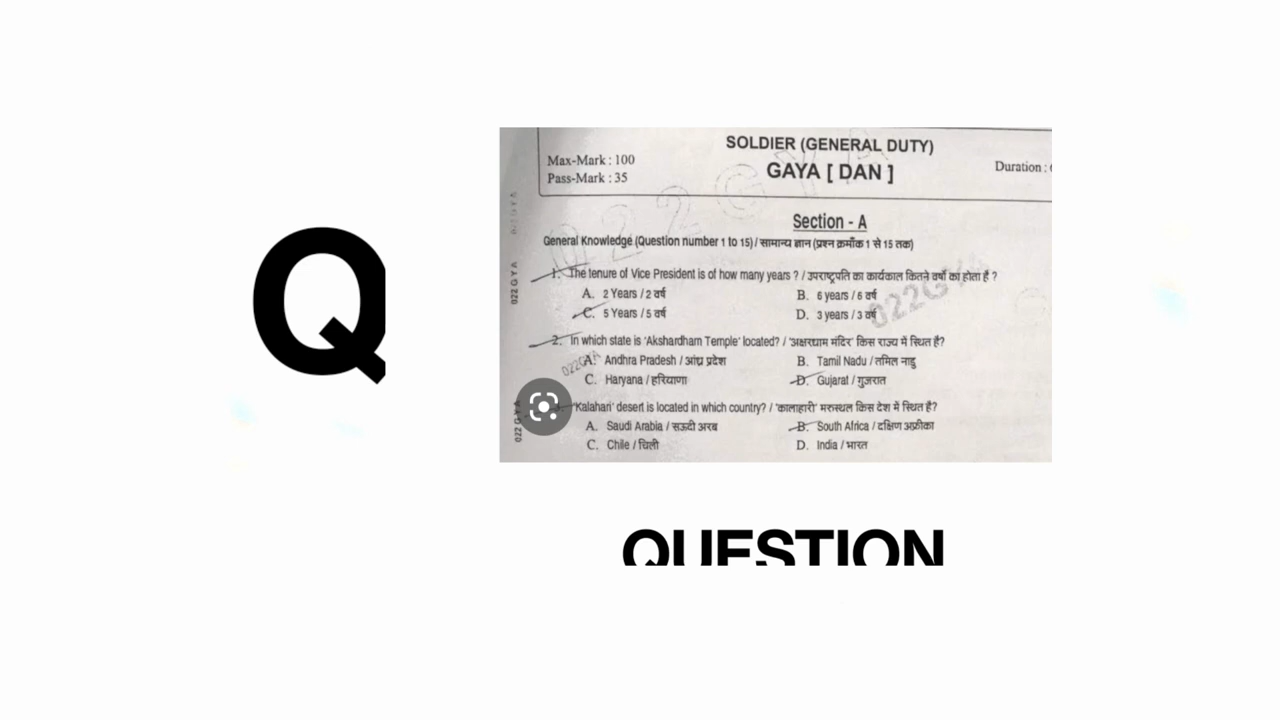 Q
SOLDIER (GENERAL DUTY)
Max-Mark : 100
Pass-Mark : 35
GAYA [ DAN ]
Duration :
022GYA
Section - A
General Knowledge (Question number 1 to 15) / सामान्य ज्ञान (प्रश्न क्रमाँक 1 से 15 तक)
1. The tenure of Vice President is of how many years ? / उपराष्ट्रपति का कार्यकाल कितने वर्षों का होता है ?
A. 2 Years / 2 वर्ष
B. 6 years / 6 वर्ष
C. 5 Years / 5 वर्ष
D. 3 years / 3 वर्ष
022GYA
022GYA
2. In which state is 'Akshardham Temple' located? / 'अक्षरधाम मंदिर' किस राज्य में स्थित है?
A. Andhra Pradesh / आंध्र प्रदेश
B. Tamil Nadu / तमिल नाडु
C. Haryana / हरियाणा
D. Gujarat / गुजरात
022GYA
'Kalahari' desert is located in which country? / 'कालाहारी' मरुस्थल किस देश में स्थित है?
A. Saudi Arabia / सऊदी अरब
B. South Africa / दक्षिण अफ्रीका
C. Chile / चिली
D. India / भारत
022GYA
QUESTION